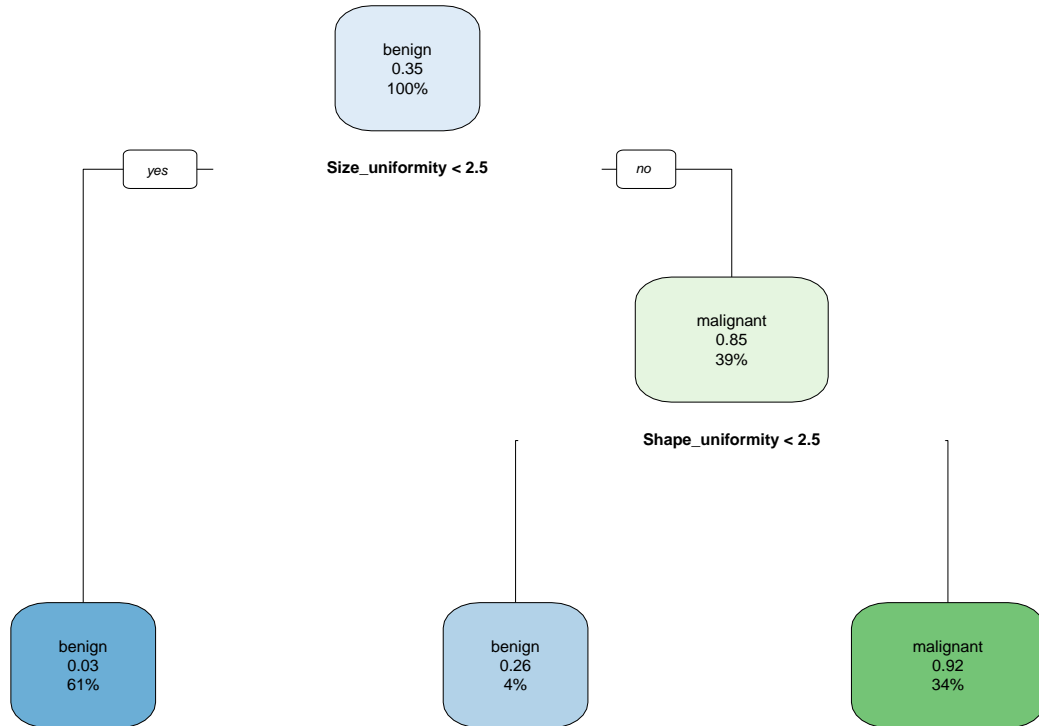 benign
0.35
100%
yes
Size_uniformity < 2.5
no
malignant
0.85
39%
Shape_uniformity < 2.5
benign
0.03
61%
benign
0.26
4%
malignant
0.92
34%